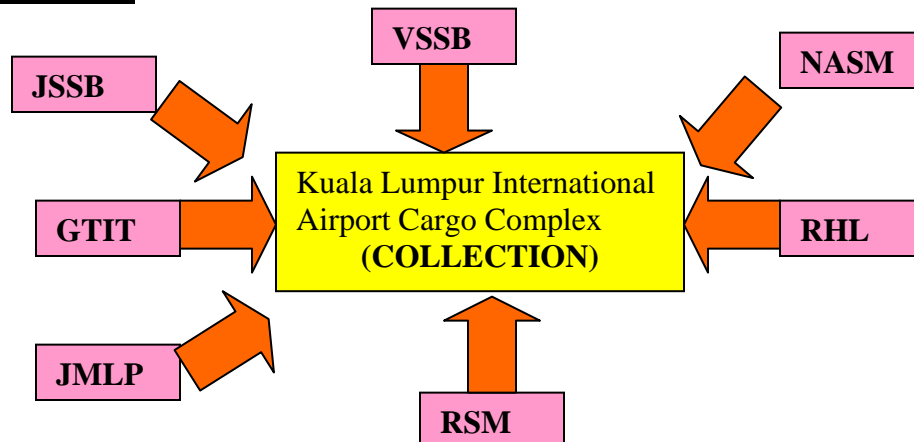 VSSB
NASM
JSSB
Kuala Lumpur International
Airport Cargo Complex
(COLLECTION)
GTIT
RHL
JMLP
RSM